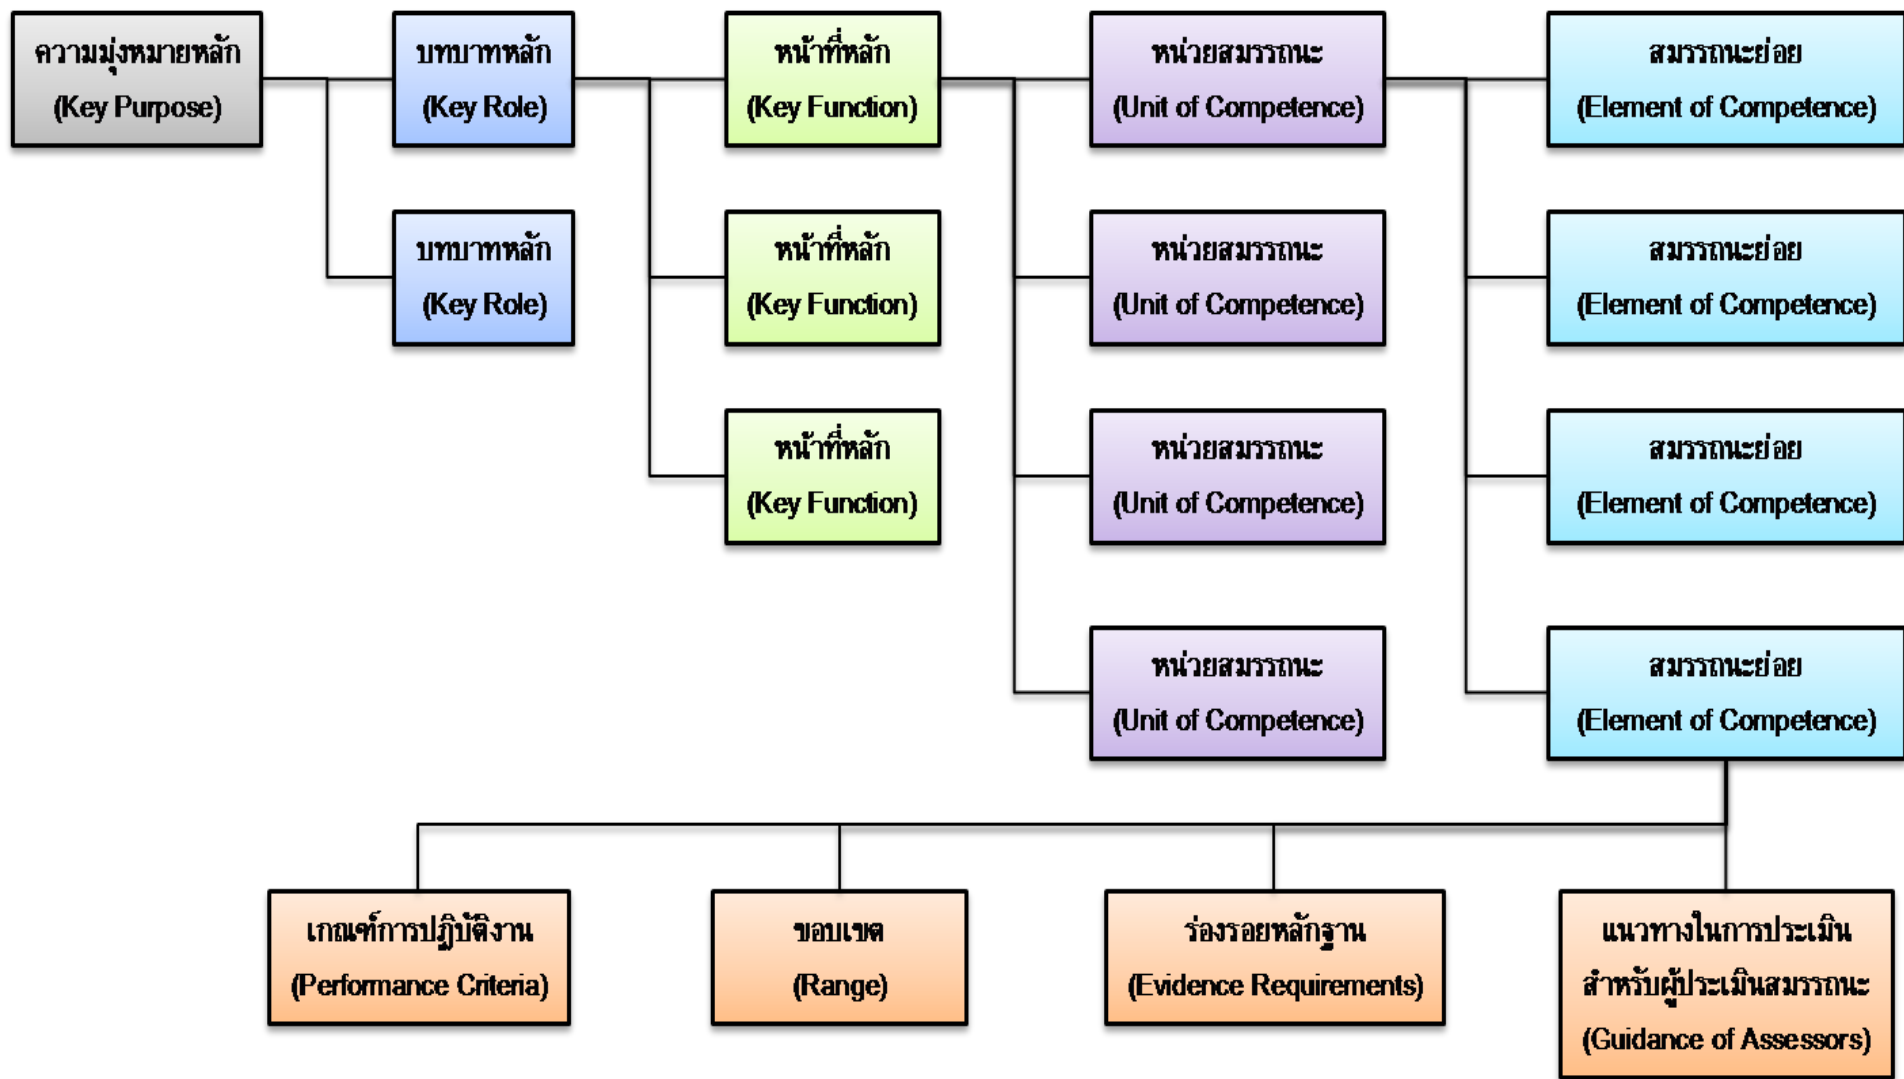 ความมุ่งหมายหลัก
(Key Purpose)
บทบาทหลัก
(Key Role)
หน้าที่หลัก
(Key Function)
หน่วยสมรรถนะ
(Unit of Competence)
สมรรถนะย่อย
(Element of Competence)
บทบาทหลัก
(Key Role)
หน้าที่หลัก
(Key Function)
หน่วยสมรรถนะ
(Unit of Competence)
สมรรถนะย่อย
(Element of Competence)
หน้าที่หลัก
(Key Function)
หน่วยสมรรถนะ
(Unit of Competence)
สมรรถนะย่อย
(Element of Competence)
หน่วยสมรรถนะ
(Unit of Competence)
สมรรถนะย่อย
(Element of Competence)
เกณฑ์การปฏิบัติงาน
(Performance Criteria)
ขอบเขต
(Range)
ร่องรอยหลักฐาน
(Evidence Requirements)
แนวทางในการประเมิน
สำหรับผู้ประเมินสมรรถนะ
(Guidance of Assessors)